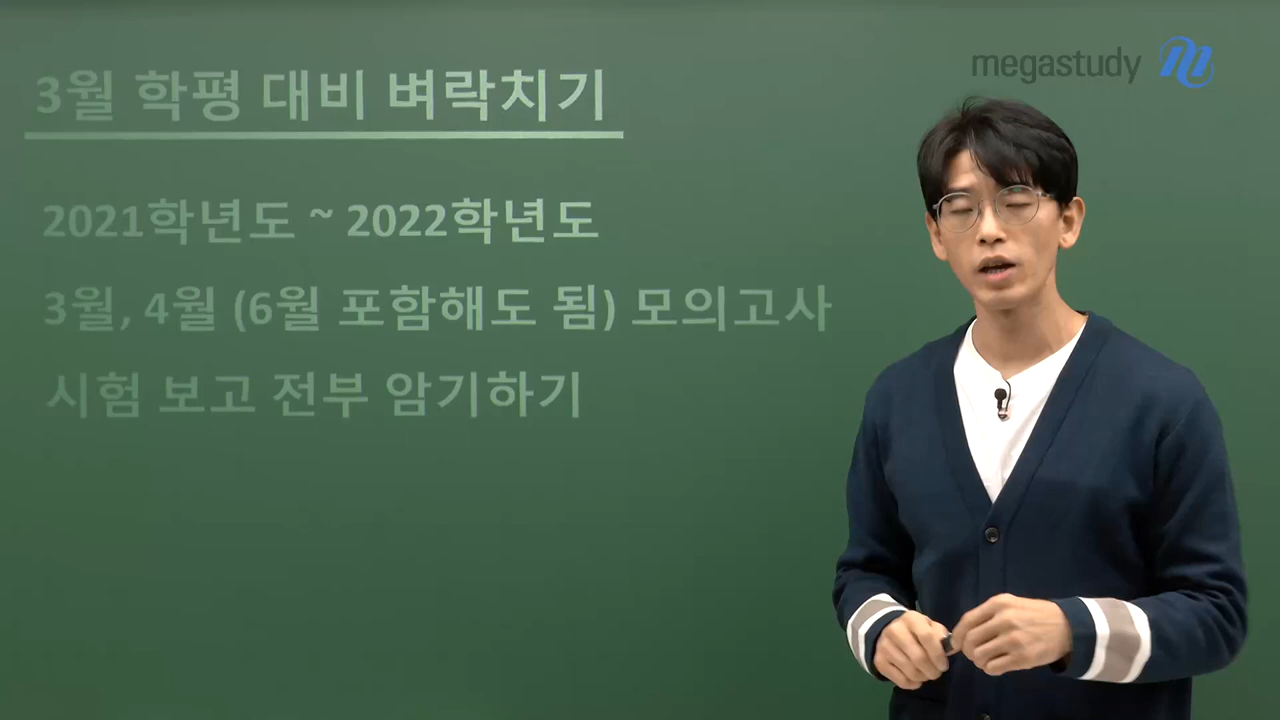 megastudy
3월 학평 대비 벼락치기
2021학년도 ~ 2022학년도
3월, 4월 (6월 포함해도 됨) 모의고사
시험 보고 전부 암기하기